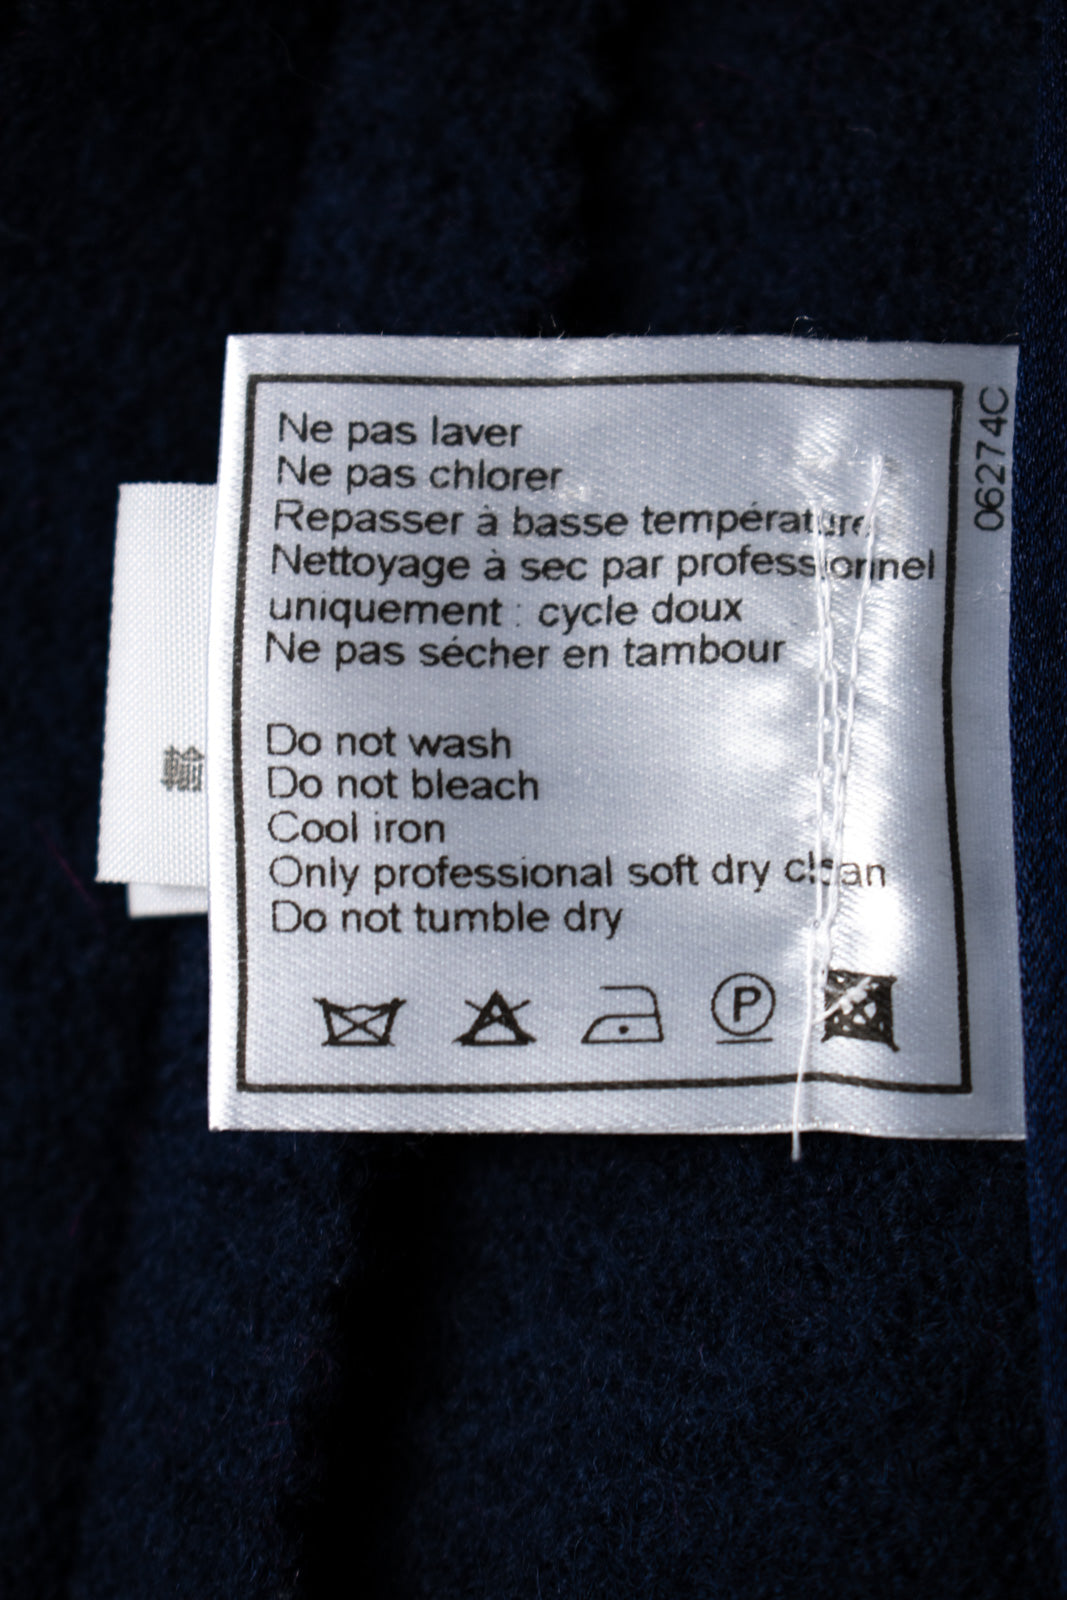 Ne pas laver
Ne pas chlorer
Repasser à basse température
Nettoyage à sec par professionnel
uniquement : cycle doux
Ne pas sécher en tambour
Do not wash
Do not bleach
Cool iron
Only professional soft dry clean
Do not tumble dry
P
06274C
輸